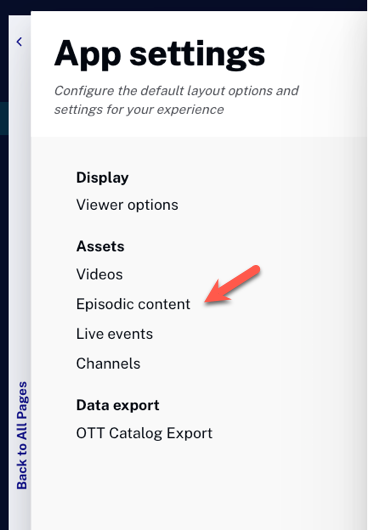 App settings
Configure the default layout options and
settings for your experience
Display
Viewer options
Assets
Videos
Episodic content
Live events
Channels
Data export
OTT Catalog Export
Back to All Pages